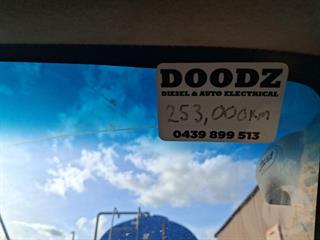 DOODZ
DIESEL & AUTO ELECTRICAL
253,000KM
0439 899 513